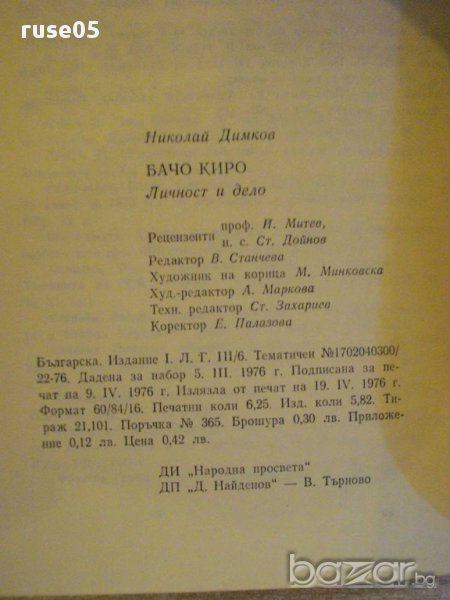 ruse05
Николай Димков
БАЧО КИРО
Личност и дело
Рецензенти проф. И. Митев,
н. с. Ст. Дойнов
Редактор В. Станчева
Художник на корица М. Минковска
Худ.-редактор А. Маркова
Техн. редактор Ст. Захариев
Коректор Е. Палазова
Българска. Издание I. Л. Г. III/6. Тематичен №1702040300/
22-76. Дадена за набор 5. III. 1976 г. Подписана за пе-
чат на 9. IV. 1976 г. Излязла от печат на 19. IV. 1976 г.
Формат 60/84/16. Печатни коли 6,25. Изд. коли 5,82. Ти-
раж 21,101. Поръчка № 365. Брошура 0,30 лв. Приложе-
ние 0,12 лв. Цена 0,42 лв.
ДИ „Народна просвета“
ДП „Д. Найденов“ — В. Търново
bazar.bg